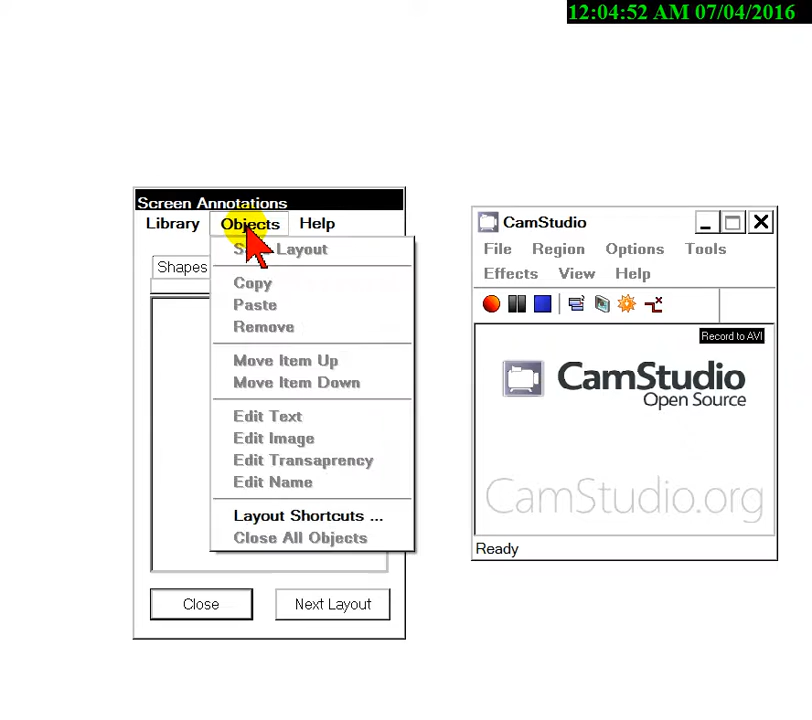 12:04:52 AM 07/04/2016
Screen Annotations
Library Objects Help
Layout
Shapes
Copy
Paste
Remove
Move Item Up
Move Item Down
Edit Text
Edit Image
Edit Transaprency
Edit Name
Layout Shortcuts ...
Close All Objects
Close Next Layout
CamStudio
File Region Options Tools
Effects View Help
Record to AVI
CamStudio
Open Source
CamStudio.org
Ready